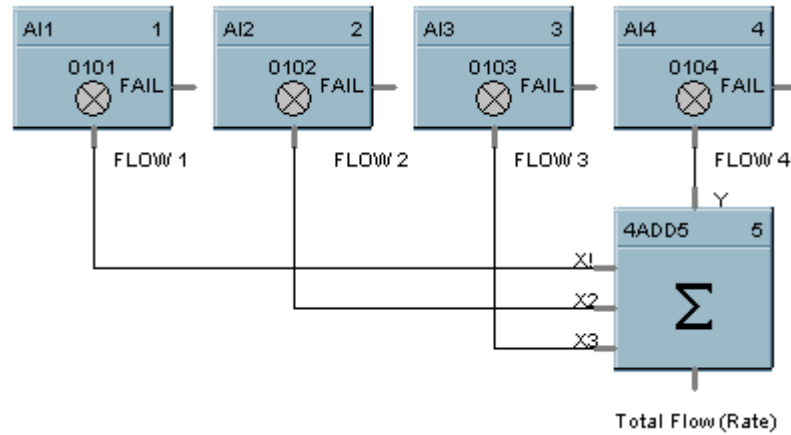 AI1 1 AI2 2 AI3 3 AI4 4
0101 0102 0103 0104
FAIL FAIL FAIL FAIL
FLOW 1 FLOW 2 FLOW 3 FLOW 4
Y
4ADD5 5
X1
X2
Σ
X3
Total Flow (Rate)